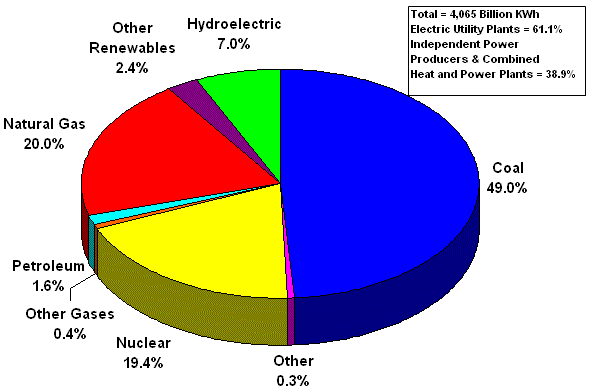 Total = 4,065 Billion KWh
Electric Utility Plants = 61.1%
Independent Power
Producers & Combined
Heat and Power Plants = 38.9%
Hydroelectric
7.0%
Other
Renewables
2.4%
Natural Gas
20.0%
Coal
49.0%
Petroleum
1.6%
Other Gases
0.4%
Nuclear
19.4%
Other
0.3%